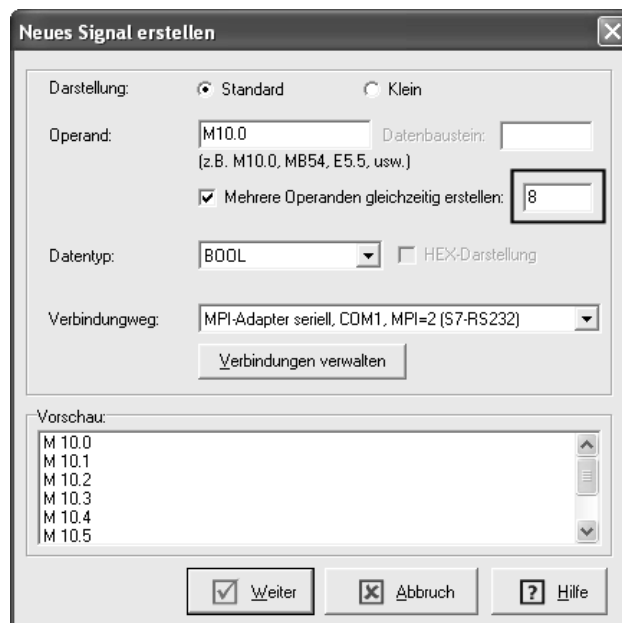 Neues Signal erstellen
Darstellung: Standard Klein
Operand: M10.0 Datenbaustein:
(z.B. M10.0, MB54, E5.5, usw.)
Mehrere Operanden gleichzeitig erstellen: 8
Datentyp: BOOL HEX-Darstellung
Verbindungweg: MPI-Adapter seriell, COM1, MPI=2 (S7-RS232)
Verbindungen verwalten
Vorschau:
M 10.0
M 10.1
M 10.2
M 10.3
M 10.4
M 10.5
Weiter Abbruch ? Hilfe